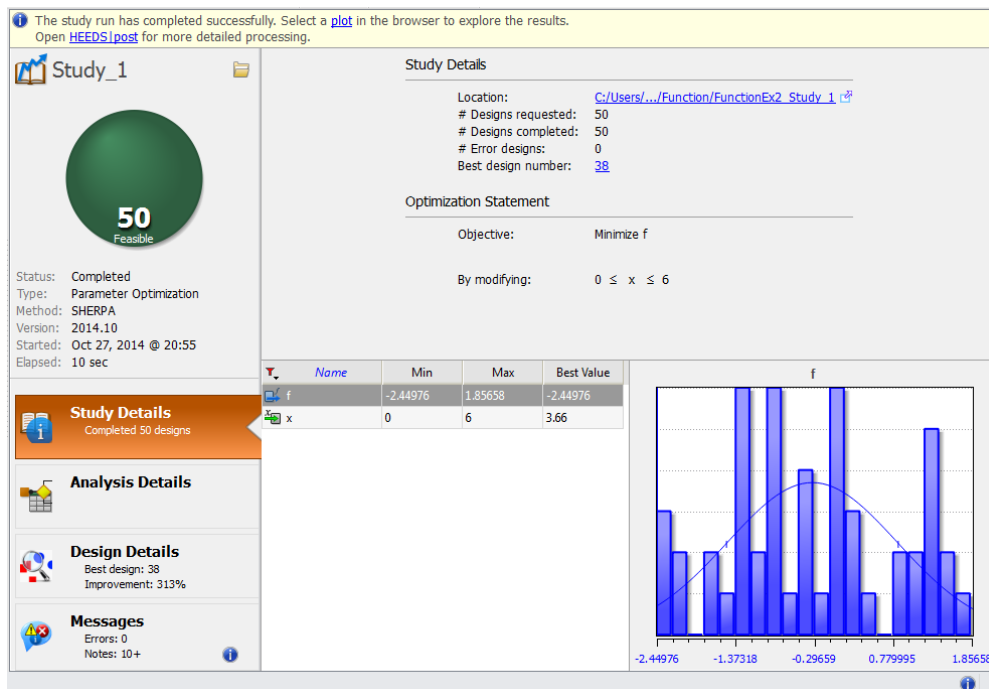 The study run has completed successfully. Select a plot in the browser to explore the results.
Open HEEDS|post for more detailed processing.
Study_1
50
Feasible
Status: Completed
Type: Parameter Optimization
Method: SHERPA
Version: 2014.10
Started: Oct 27, 2014 @ 20:55
Elapsed: 10 sec
Study Details
Completed 50 designs
Analysis Details
Design Details
Best design: 38
Improvement: 313%
Messages
Errors: 0
Notes: 10+
Study Details
Location: C:/Users/.../Function/FunctionEx2_Study_1
# Designs requested: 50
# Designs completed: 50
# Error designs: 0
Best design number: 38
Optimization Statement
Objective: Minimize f
By modifying: 0 ≤ x ≤ 6
Name Min Max Best Value
f -2.44976 1.85658 -2.44976
x 0 6 3.66
f
-2.44976 -1.37318 -0.29659 0.779995 1.85658